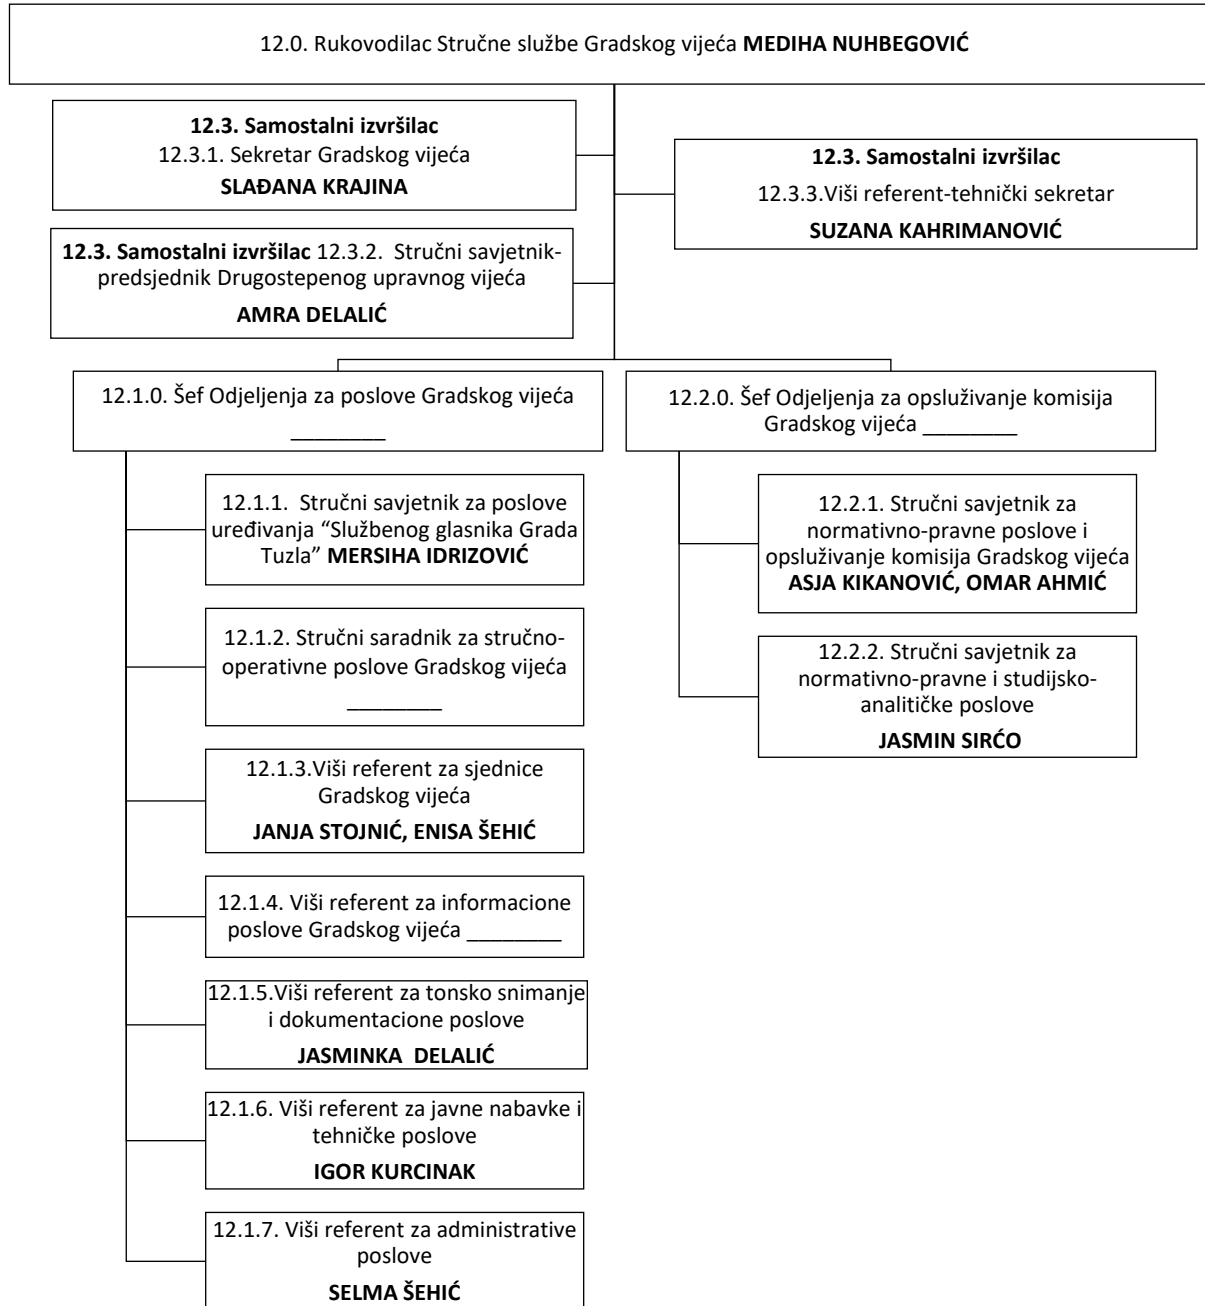 12.0. Rukovodilac Stručne službe Gradskog vijeća MEDIHA NUHBEGOVIĆ
12.3. Samostalni izvršilac
12.3.1. Sekretar Gradskog vijeća
SLAĐANA KRAJINA
12.3. Samostalni izvršilac
12.3.3.Viši referent-tehnički sekretar
SUZANA KAHRIMANOVIĆ
12.3. Samostalni izvršilac 12.3.2. Stručni savjetnik-
predsjednik Drugostepenog upravnog vijeća
AMRA DELALIĆ
12.1.0. Šef Odjeljenja za poslove Gradskog vijeća
________
12.2.0. Šef Odjeljenja za opsluživanje komisija
Gradskog vijeća ________
12.1.1. Stručni savjetnik za poslove
uređivanja “Službenog glasnika Grada
Tuzla” MERSIHA IDRIZOVIĆ
12.1.2. Stručni saradnik za stručno-
operativne poslove Gradskog vijeća
________
12.1.3.Viši referent za sjednice
Gradskog vijeća
JANJA STOJNIĆ, ENISA ŠEHIĆ
12.1.4. Viši referent za informacione
poslove Gradskog vijeća ________
12.1.5.Viši referent za tonsko snimanje
i dokumentacione poslove
JASMINKA DELALIĆ
12.1.6. Viši referent za javne nabavke i
tehničke poslove
IGOR KURCINAK
12.1.7. Viši referent za administrative
poslove
SELMA ŠEHIĆ
12.2.1. Stručni savjetnik za
normativno-pravne poslove i
opsluživanje komisija Gradskog vijeća
ASJA KIKANOVIĆ, OMAR AHMIĆ
12.2.2. Stručni savjetnik za
normativno-pravne i studijsko-
analitičke poslove
JASMIN SIRĆO